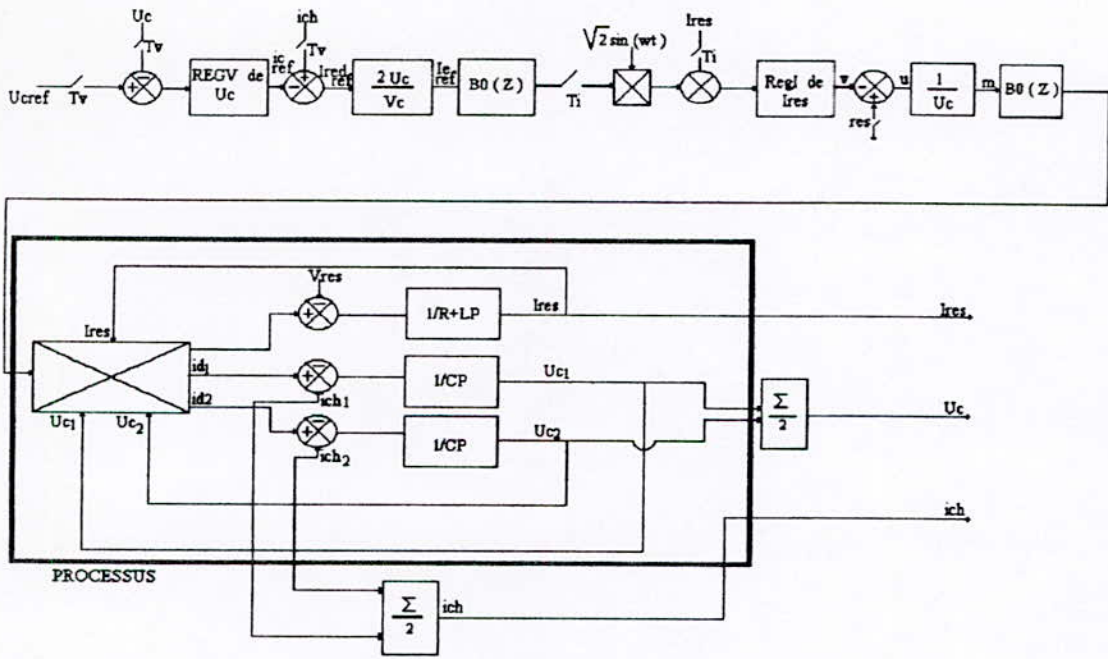 Uc
ich
Ires
Tv
Tv
√2 sin (wt)
Ti
Ucref
Tv
REGV de
Uc
ic
ref
Ired
ref
2 Uc
Vc
Ie
ref
B0 (Z)
Ti
Regi de
Ires
v
u
1
Uc
m
B0 (Z)
res
Vres
Ires
1/R+LP
Ires
Ires
id1
1/CP
Uc1
ich1
Σ
2
Uc
id2
Uc1
Uc2
1/CP
Uc2
ich2
ich
PROCESSUS
Σ
2
ich